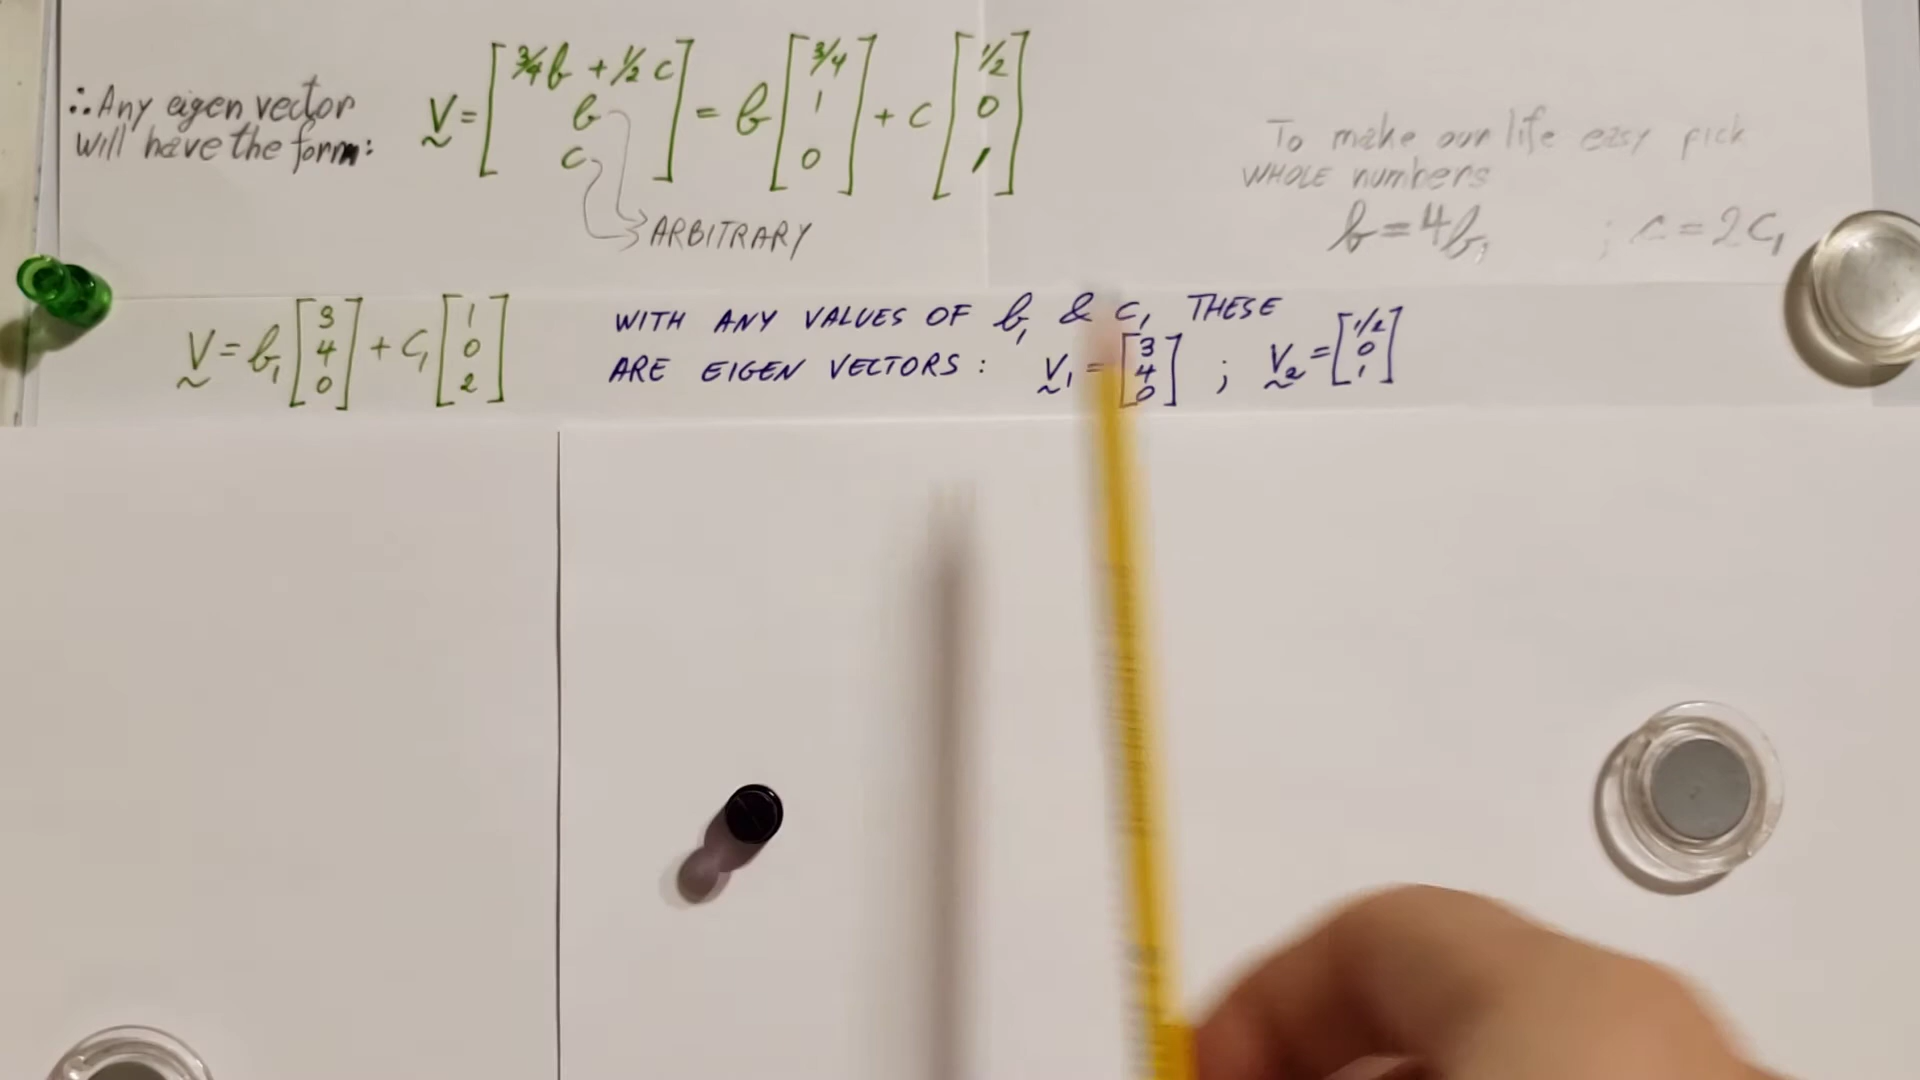 ∴ Any eigen vector
will have the form:
V = [¾b + ½c
b
c] = b [3/4
1
0] + c [1/2
0
1]
ARBITRARY
To make our life easy pick
WHOLE numbers
b = 4b₁ ; c = 2c₁
V = b₁ [3
4
0] + c₁ [1
0
2]
WITH ANY VALUES OF b₁ & c₁ THESE
ARE EIGEN VECTORS: V₁ = [3
4
0] ; V₂ = [1/2
0
1]